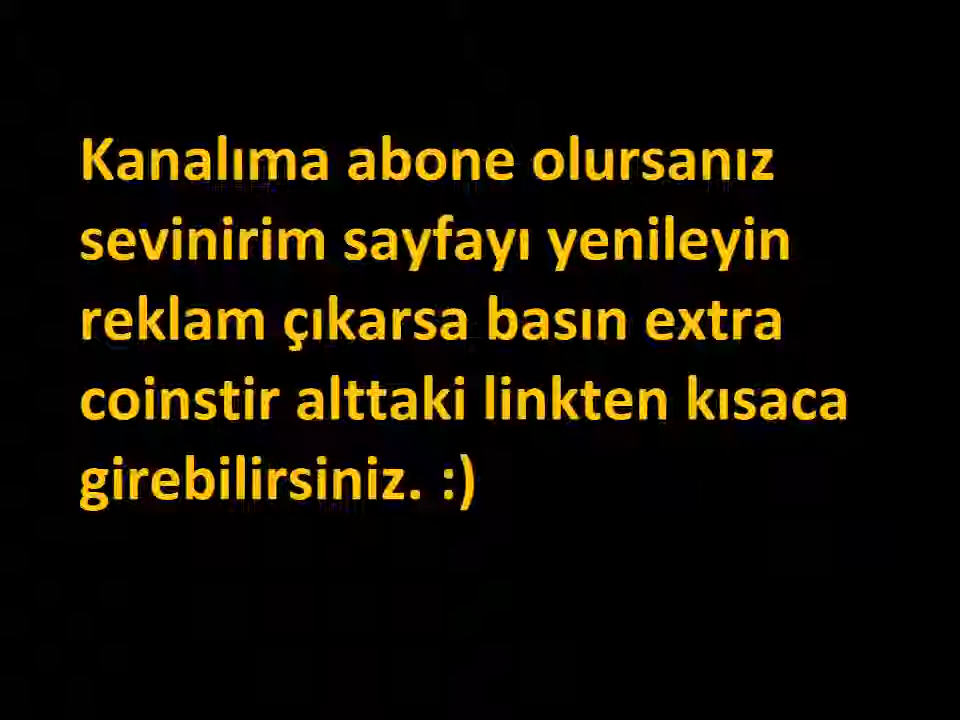 Kanalıma abone olursanız
sevinirim sayfayı yenileyin
reklam çıkarsa basın extra
coinstir alttaki linkten kısaca
girebilirsiniz. :)